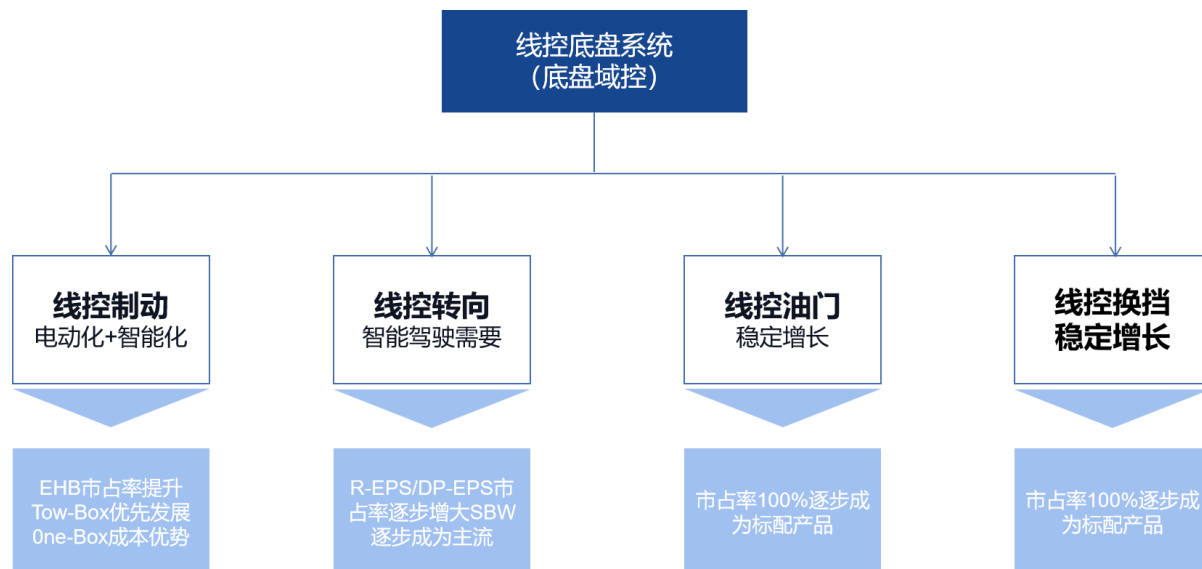 线控底盘系统
（底盘域控）
线控制动
电动化+智能化
线控转向
智能驾驶需要
线控油门
稳定增长
线控换挡
稳定增长
EHB市占率提升
Tow-Box优先发展
0ne-Box成本优势
R-EPS/DP-EPS市
占率逐步增大SBW
逐步成为主流
市占率100%逐步成
为标配产品
市占率100%逐步成
为标配产品